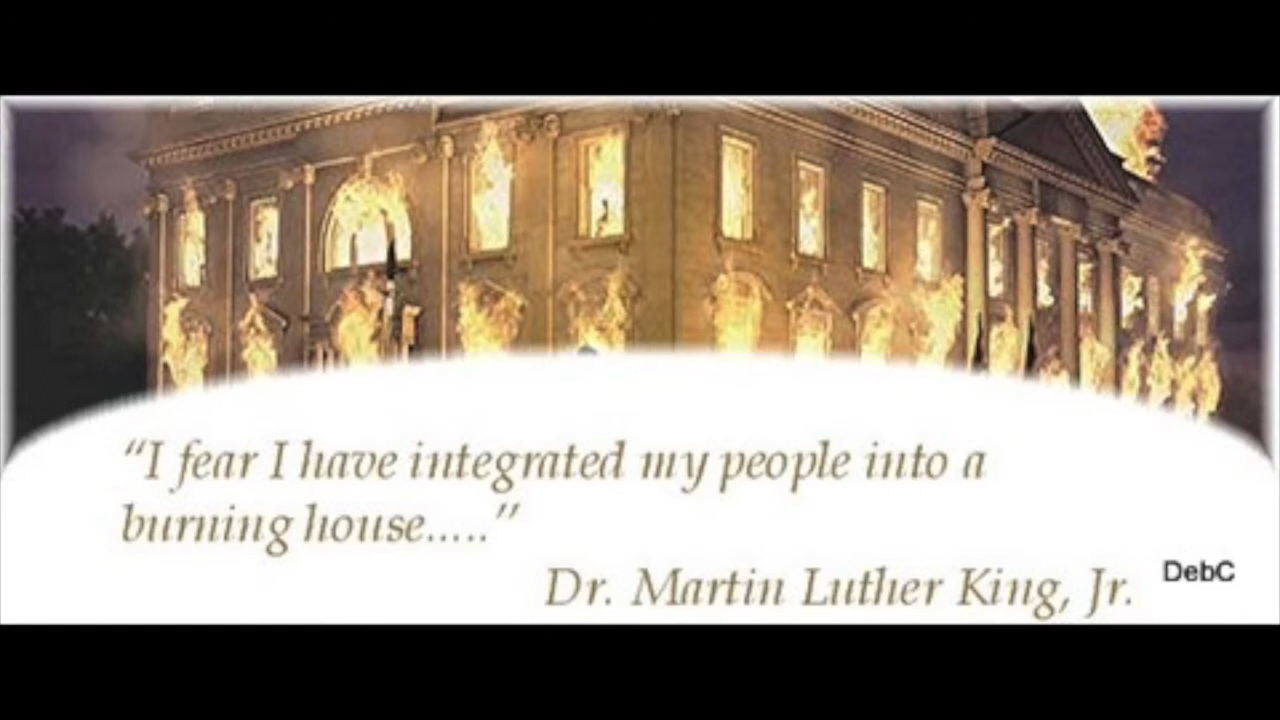 “I fear I have integrated my people into a
burning house.....”
Dr. Martin Luther King, Jr.
DebC